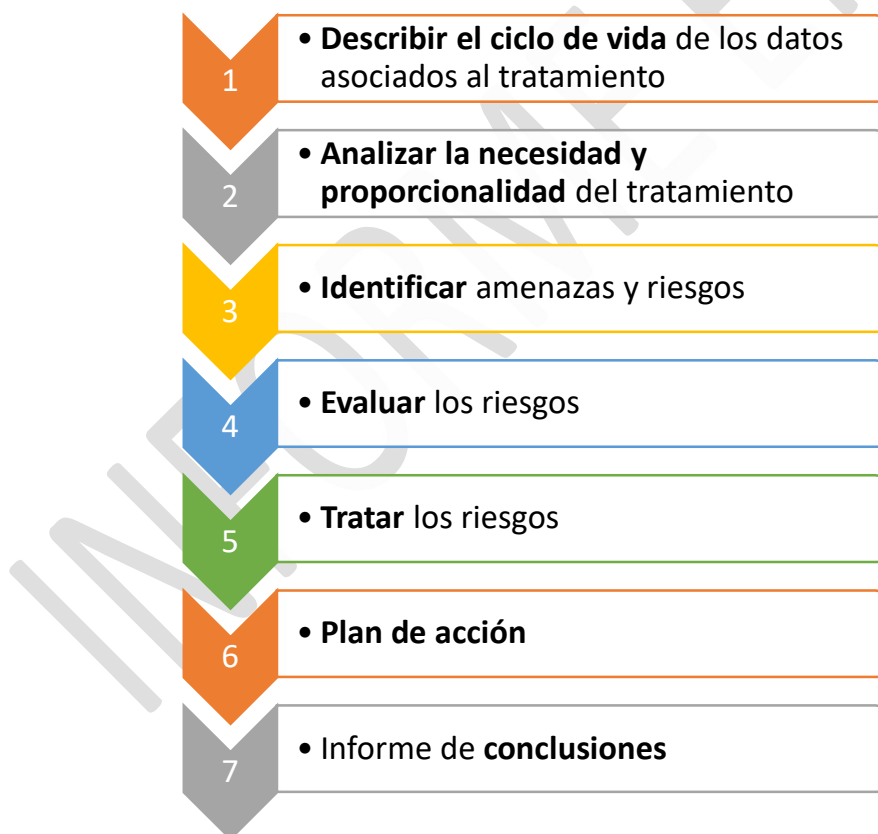 1
• Describir el ciclo de vida de los datos
asociados al tratamiento
2
• Analizar la necesidad y
proporcionalidad del tratamiento
3
• Identificar amenazas y riesgos
4
• Evaluar los riesgos
5
• Tratar los riesgos
6
• Plan de acción
7
• Informe de conclusiones
INFORME